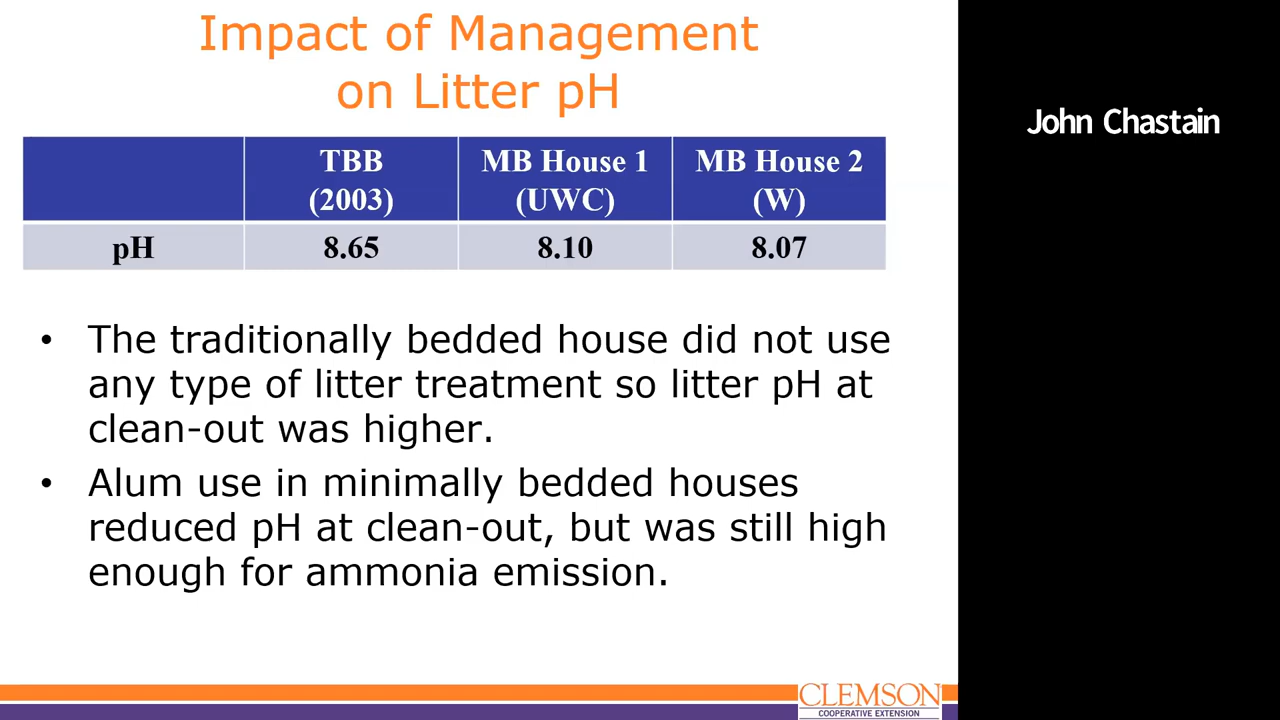 Impact of Management
on Litter pH
John Chastain
TBB
(2003)
MB House 1
(UWC)
MB House 2
(W)
pH 8.65 8.10 8.07
• The traditionally bedded house did not use
any type of litter treatment so litter pH at
clean-out was higher.
• Alum use in minimally bedded houses
reduced pH at clean-out, but was still high
enough for ammonia emission.
CLEMSON
COOPERATIVE EXTENSION